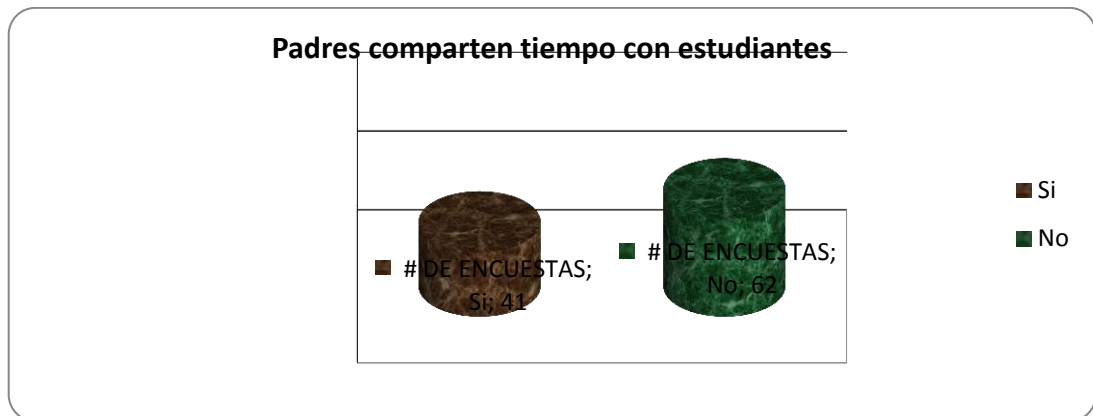 Padres comparten tiempo con estudiantes
# DE ENCUESTAS;
Si; 41
# DE ENCUESTAS;
No; 62
Si
No